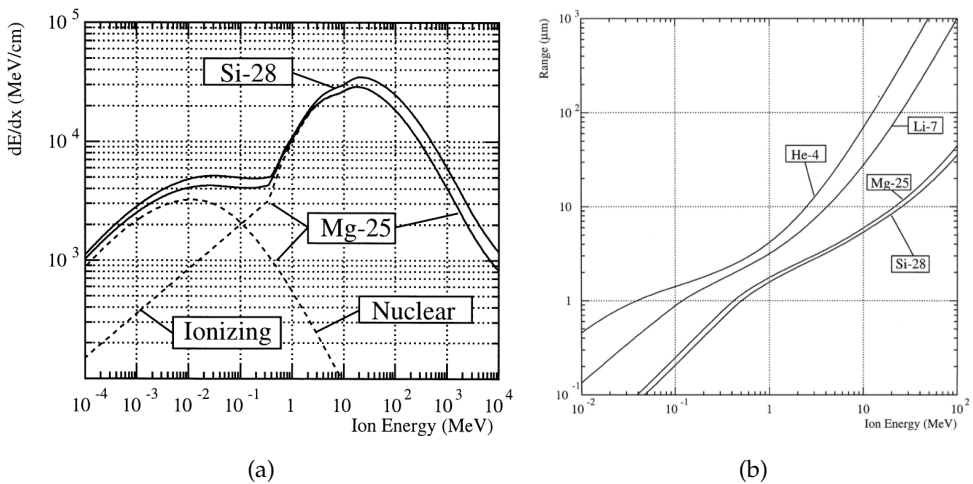 dE/dx (MeV/cm)
10^5
10^4
10^3
Si-28
Mg-25
Nuclear
Ionizing
10^-4 10^-3 10^-2 10^-1 1 10 10^2 10^3 10^4
Ion Energy (MeV)
(a)
Range (µm)
10^3
10^2
10
1
10^-1
He-4
Li-7
Mg-25
Si-28
10^-2 10^-1 1 10 10^2
Ion Energy (MeV)
(b)